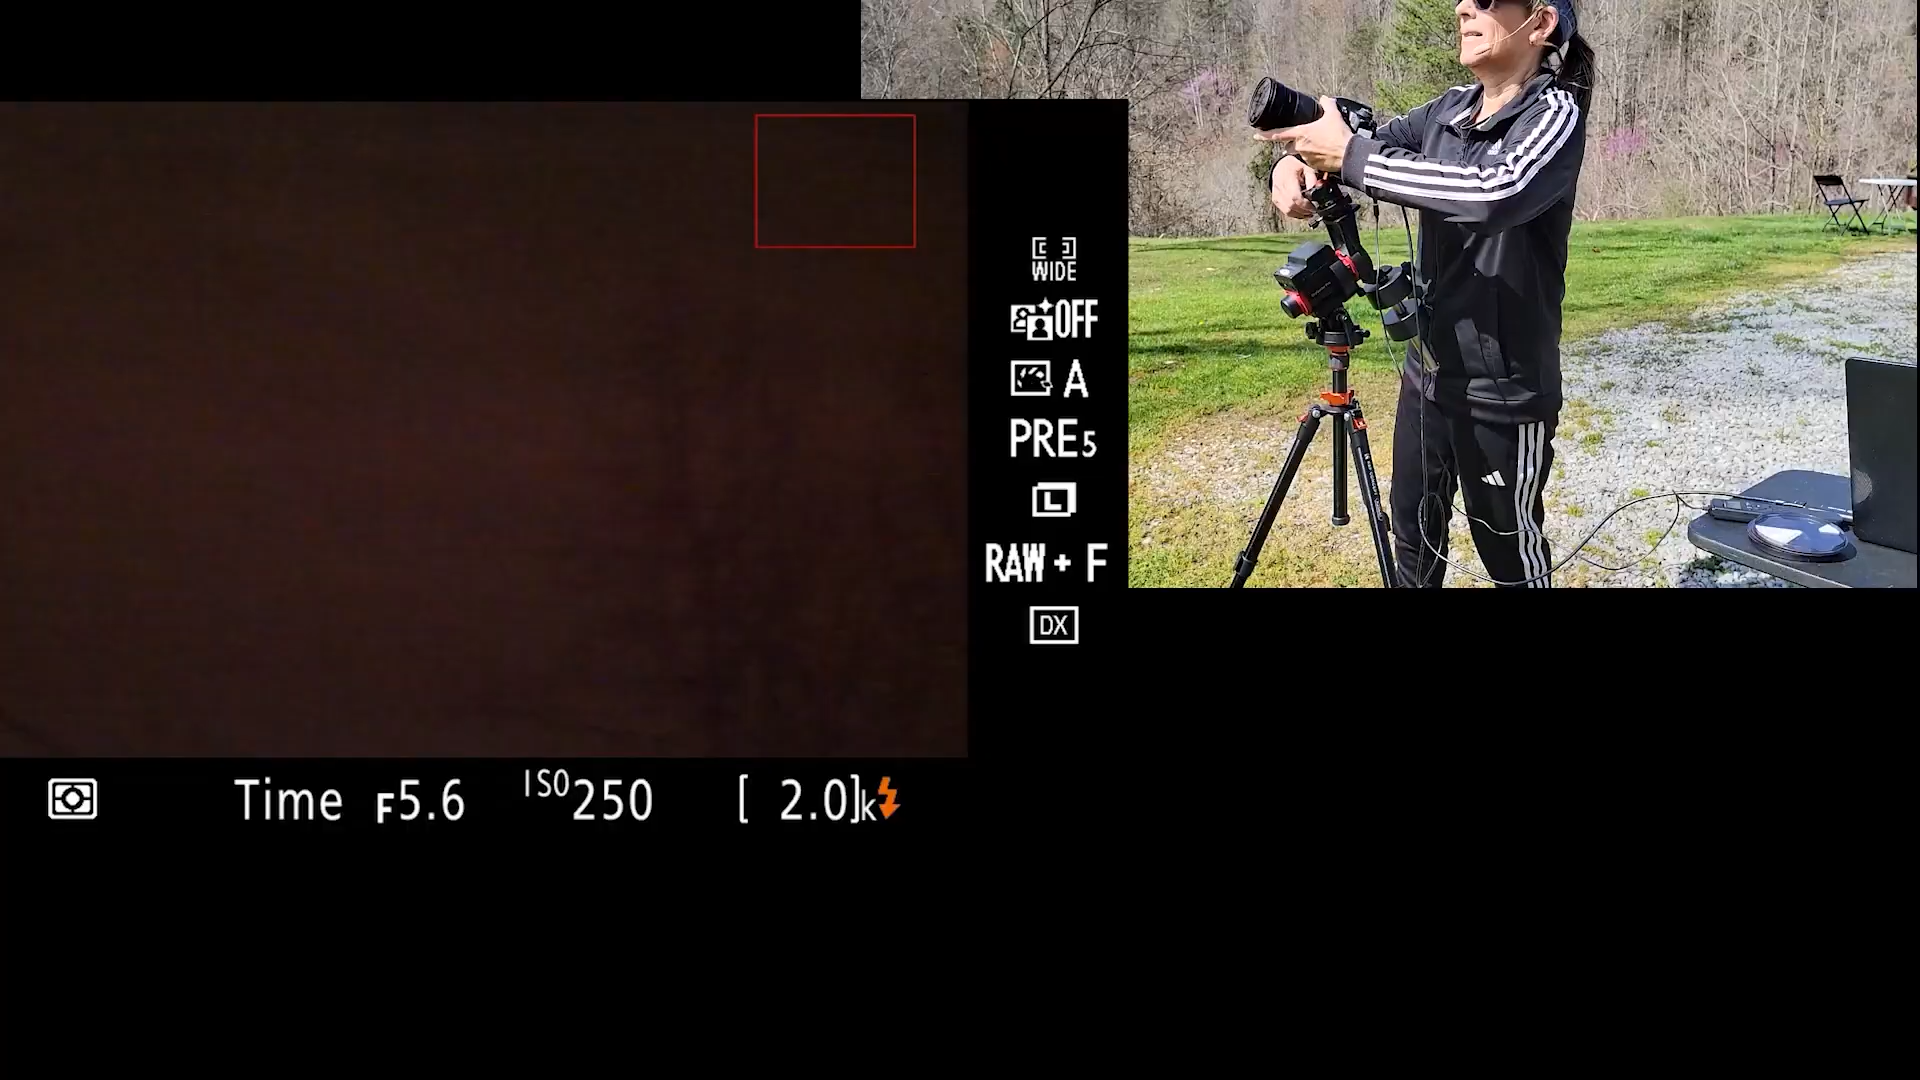 WIDE
OFF
A
PRE5
L
RAW + F
DX
Time F5.6 ISO250 [ 2.0]k